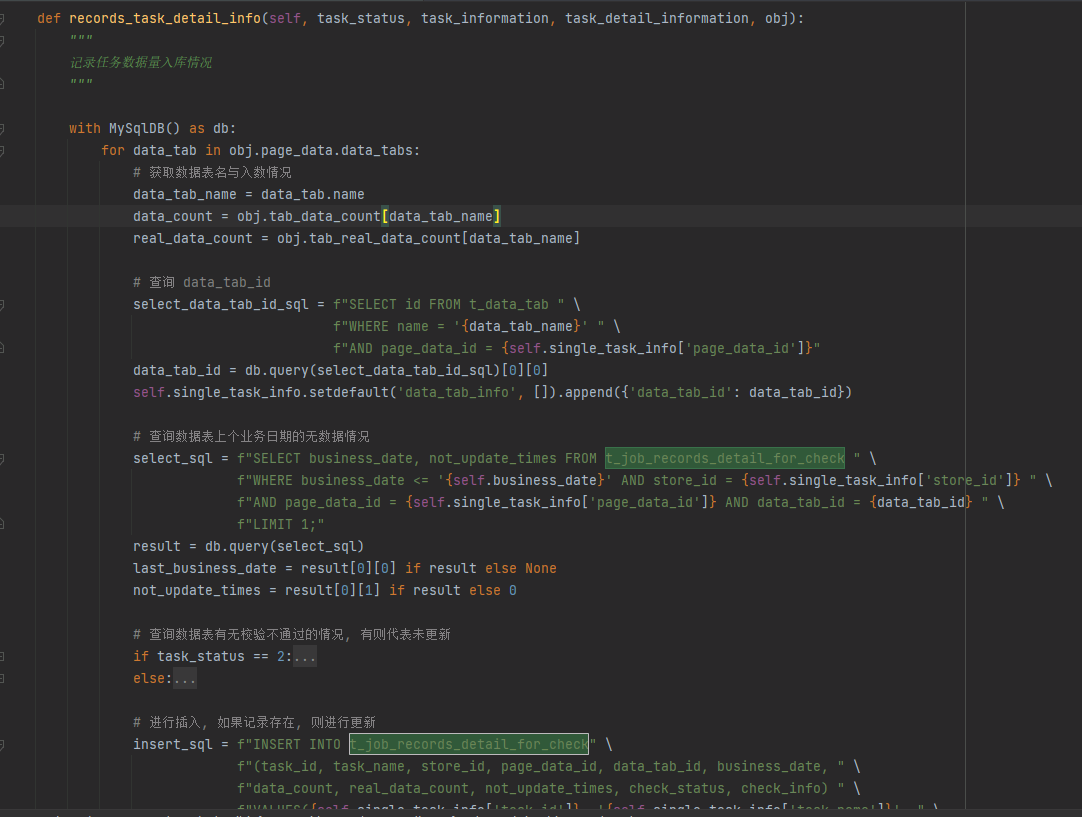 def records_task_detail_info(self, task_status, task_information, task_detail_information, obj):
"""
记录任务数据量入库情况
"""
with MySqlDB() as db:
for data_tab in obj.page_data.data_tabs:
# 获取数据表名与入数情况
data_tab_name = data_tab.name
data_count = obj.tab_data_count[data_tab_name]
real_data_count = obj.tab_real_data_count[data_tab_name]
# 查询 data_tab_id
select_data_tab_id_sql = f"SELECT id FROM t_data_tab " \
f"WHERE name = '{data_tab_name}' " \
f"AND page_data_id = {self.single_task_info['page_data_id']}"
data_tab_id = db.query(select_data_tab_id_sql)[0][0]
self.single_task_info.setdefault('data_tab_info', []).append({'data_tab_id': data_tab_id})
# 查询数据表上个业务日期的无数据情况
select_sql = f"SELECT business_date, not_update_times FROM t_job_records_detail_for_check " \
f"WHERE business_date <= '{self.business_date}' AND store_id = {self.single_task_info['store_id']} " \
f"AND page_data_id = {self.single_task_info['page_data_id']} AND data_tab_id = {data_tab_id} " \
f"LIMIT 1;"
result = db.query(select_sql)
last_business_date = result[0][0] if result else None
not_update_times = result[0][1] if result else 0
# 查询数据表有无校验不通过的情况, 有则代表未更新
if task_status == 2:...
else:...
# 进行插入, 如果记录存在, 则进行更新
insert_sql = f"INSERT INTO t_job_records_detail_for_check" \
f"(task_id, task_name, store_id, page_data_id, data_tab_id, business_date, " \
f"data_count, real_data_count, not_update_times, check_status, check_info) " \
f"VALUES({self.single_task_info['task_id']}, '{self.single_task_info['task_name']}', " \